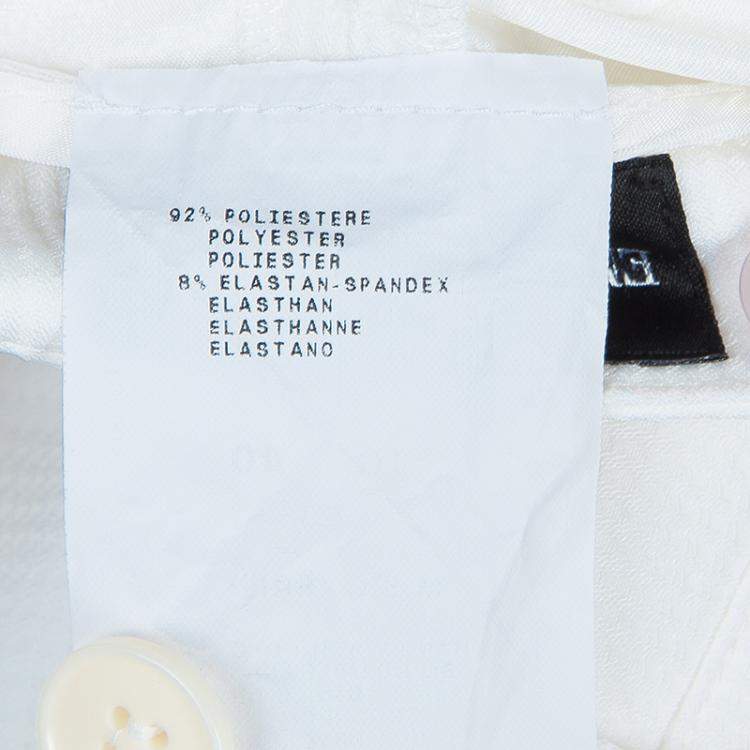 92% POLIESTERE
POLYESTER
POLIESTER
8% ELASTAN-SPANDEX
ELASTHAN
ELASTHANNE
ELASTANO